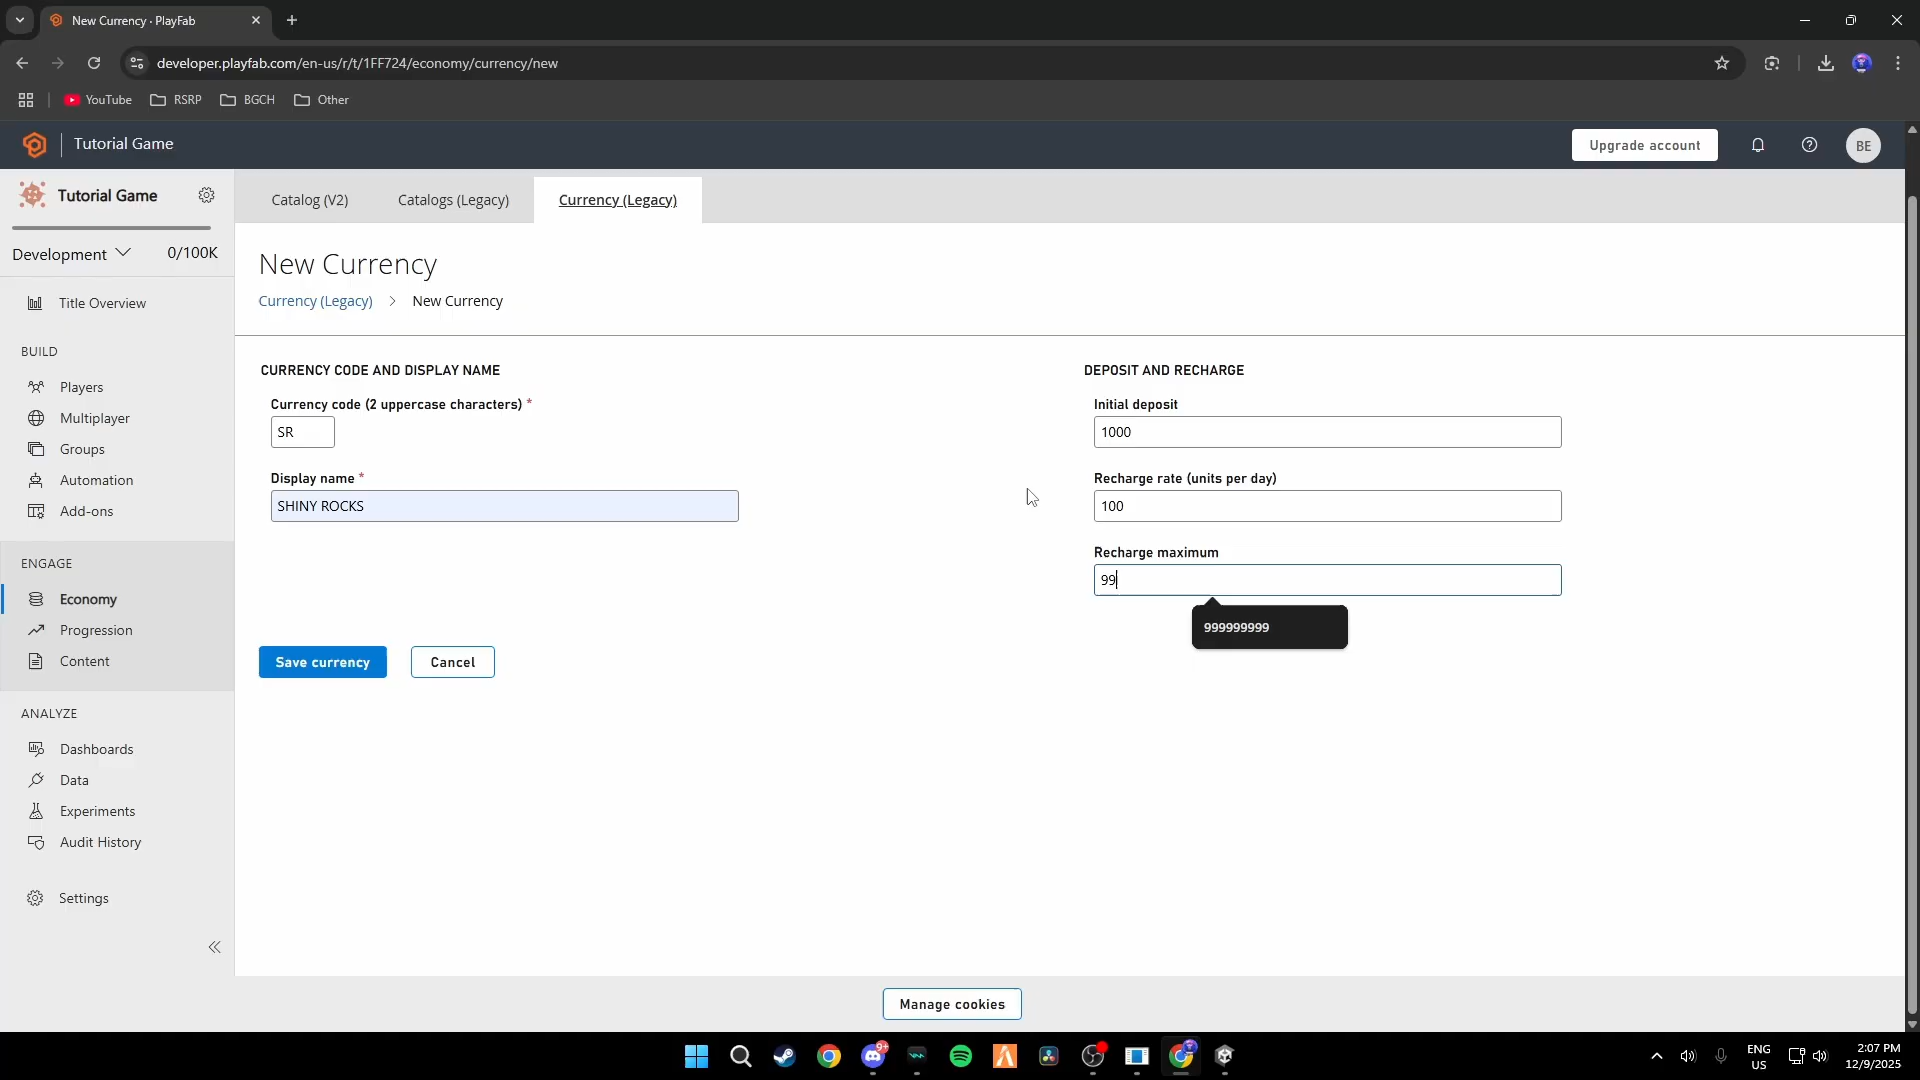 New Currency · PlayFab
developer.playfab.com/en-us/r/t/1FF724/economy/currency/new
YouTube RSRP BGCH Other
Tutorial Game
Upgrade account
BE
Tutorial Game
Development 0/100K
Title Overview
BUILD
Players
Multiplayer
Groups
Automation
Add-ons
ENGAGE
Economy
Progression
Content
ANALYZE
Dashboards
Data
Experiments
Audit History
Settings
Catalog (V2) Catalogs (Legacy) Currency (Legacy)
New Currency
Currency (Legacy) > New Currency
CURRENCY CODE AND DISPLAY NAME
Currency code (2 uppercase characters) *
SR
Display name *
SHINY ROCKS
DEPOSIT AND RECHARGE
Initial deposit
1000
Recharge rate (units per day)
100
Recharge maximum
99
999999999
Save currency Cancel
Manage cookies
9+
ENG
US
2:07 PM
12/9/2025